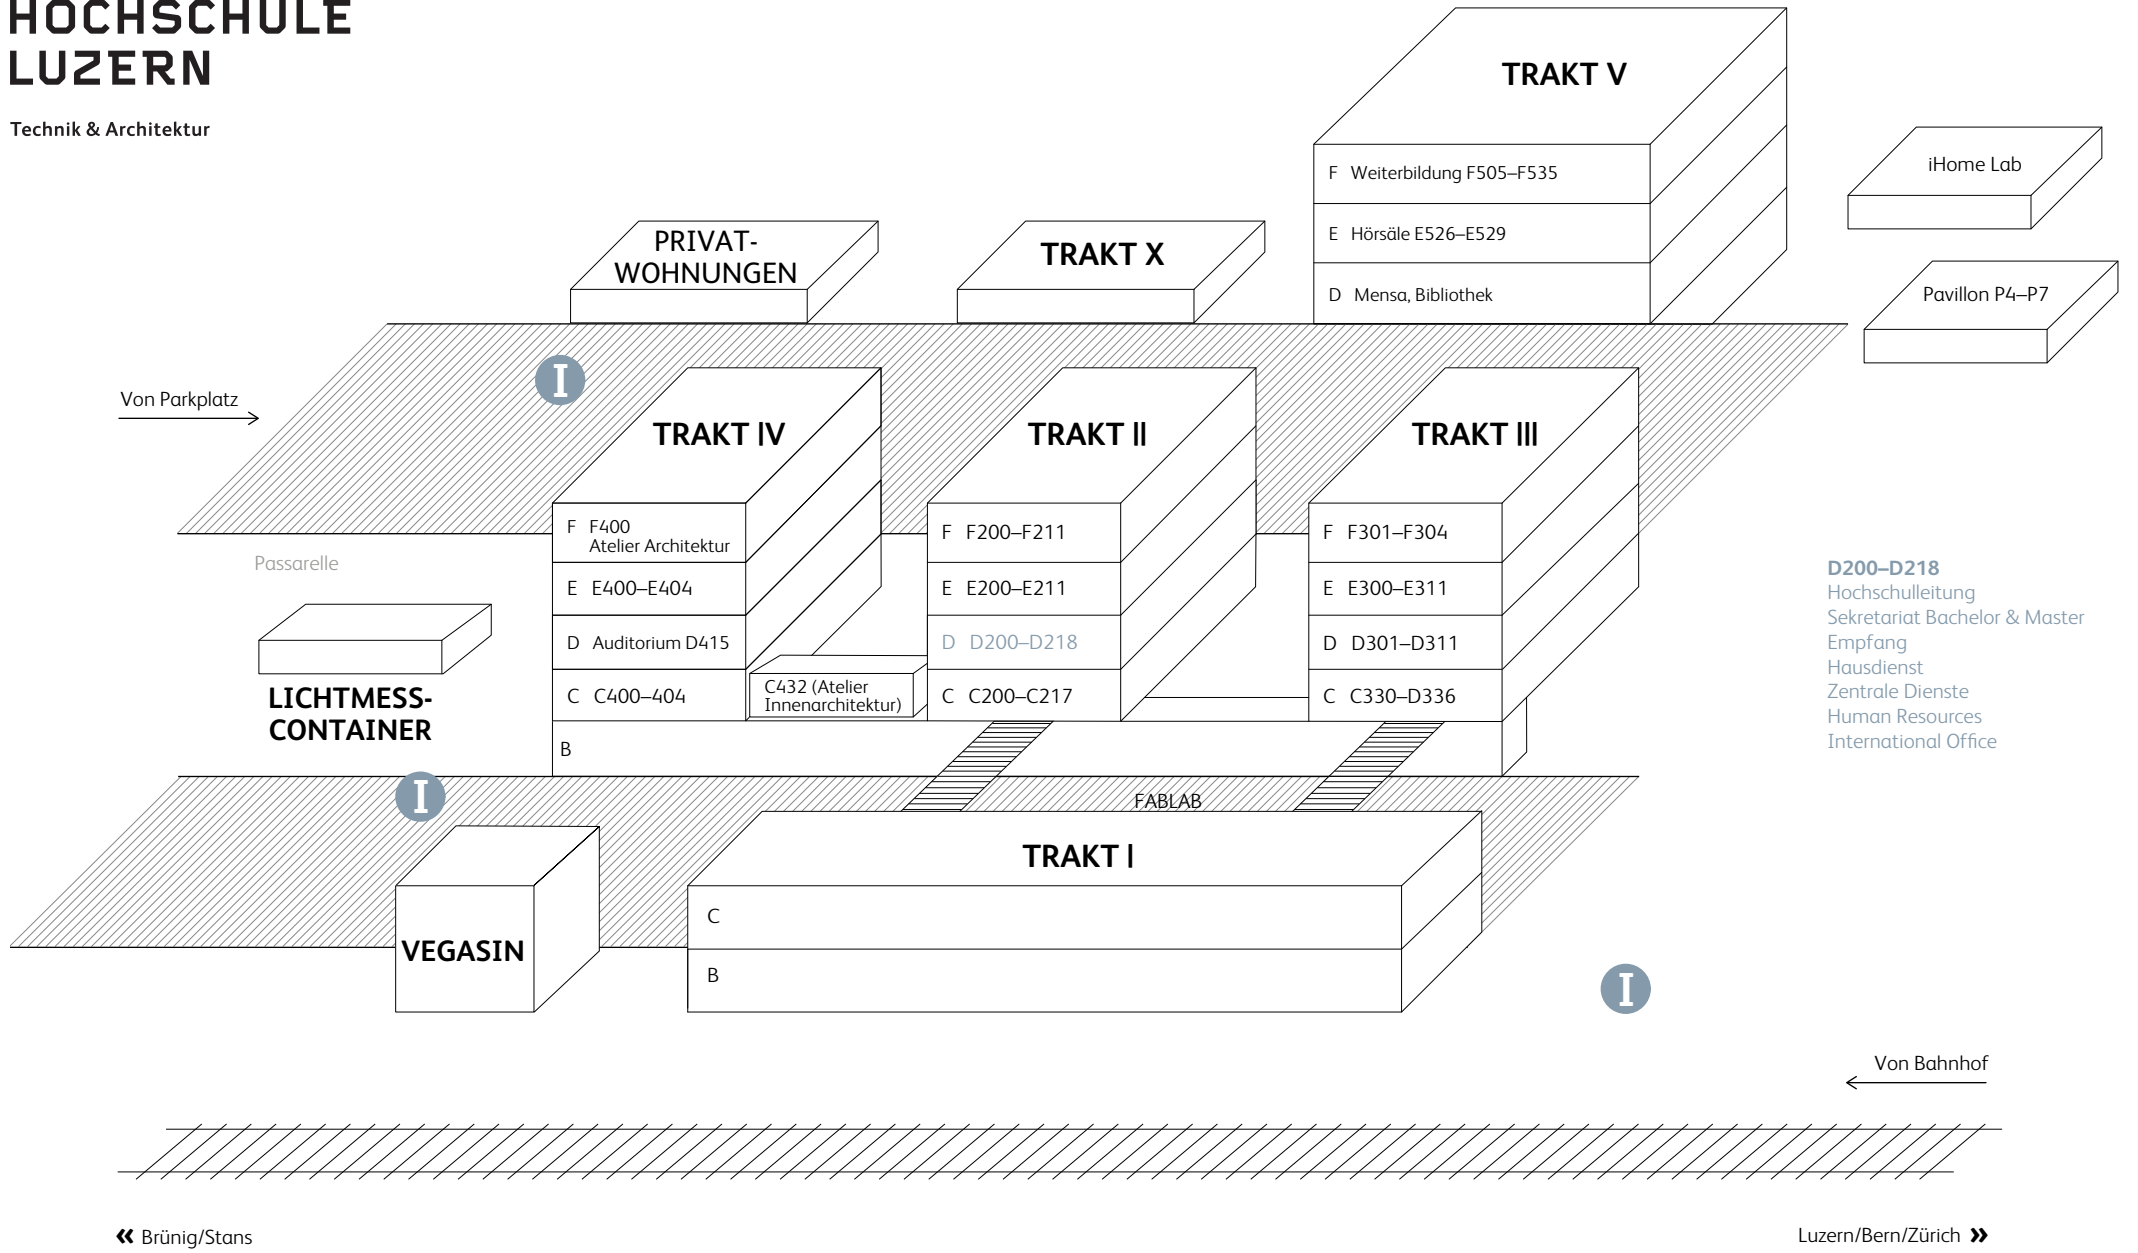 HOCHSCHULE
LUZERN
Technik & Architektur
TRAKT V
F Weiterbildung F505–F535
E Hörsäle E526–E529
D Mensa, Bibliothek
iHome Lab
Pavillon P4–P7
PRIVAT-
WOHNUNGEN
TRAKT X
I
Von Parkplatz
TRAKT IV
F F400
Atelier Architektur
E E400–E404
D Auditorium D415
C C400–404
C432 (Atelier
Innenarchitektur)
TRAKT II
F F200–F211
E E200–E211
D D200–D218
C C200–C217
TRAKT III
F F301–F304
E E300–E311
D D301–D311
C C330–D336
B
Passarelle
LICHTMESS-
CONTAINER
D200–D218
Hochschulleitung
Sekretariat Bachelor & Master
Empfang
Hausdienst
Zentrale Dienste
Human Resources
International Office
I
FABLAB
TRAKT I
C
B
VEGASIN
I
Von Bahnhof
« Brünig/Stans
Luzern/Bern/Zürich »